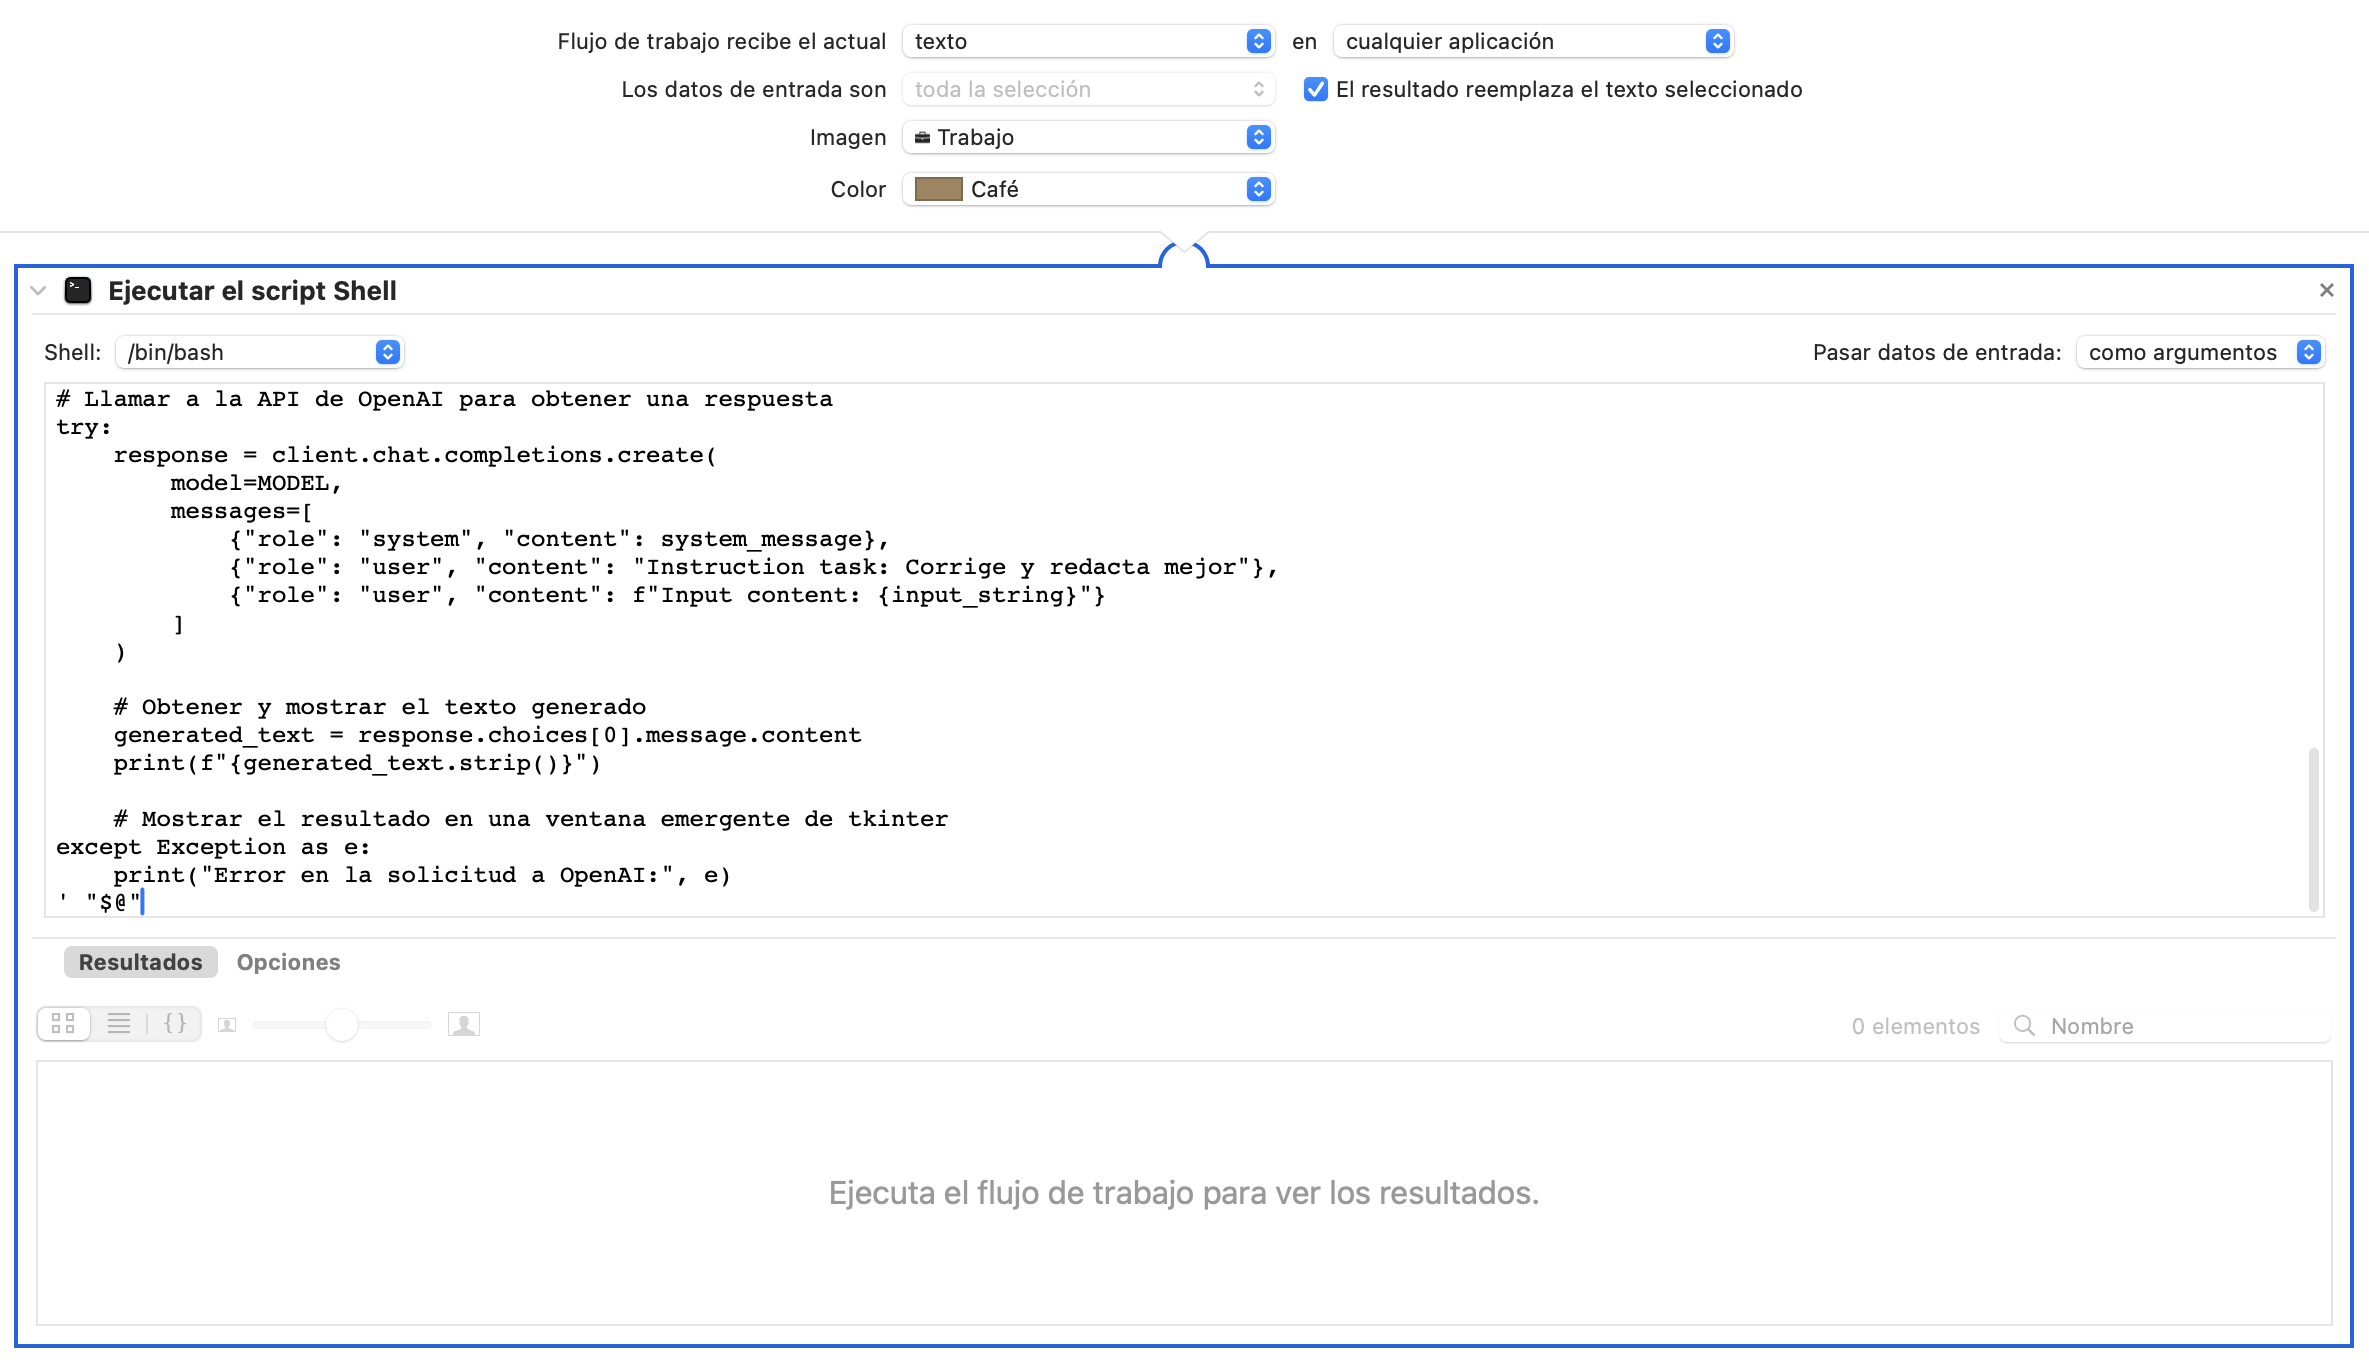 Flujo de trabajo recibe el actual texto en cualquier aplicación
Los datos de entrada son toda la selección El resultado reemplaza el texto seleccionado
Imagen Trabajo
Color Café
Ejecutar el script Shell
Shell: /bin/bash Pasar datos de entrada: como argumentos
# Llamar a la API de OpenAI para obtener una respuesta
try:
    response = client.chat.completions.create(
        model=MODEL,
        messages=[
            {"role": "system", "content": system_message},
            {"role": "user", "content": "Instruction task: Corrige y redacta mejor"},
            {"role": "user", "content": f"Input content: {input_string}"}
        ]
    )
    # Obtener y mostrar el texto generado
    generated_text = response.choices[0].message.content
    print(f"{generated_text.strip()}")
    # Mostrar el resultado en una ventana emergente de tkinter
except Exception as e:
    print("Error en la solicitud a OpenAI:", e)
' "$@"
Resultados Opciones
{} 0 elementos Nombre
Ejecuta el flujo de trabajo para ver los resultados.